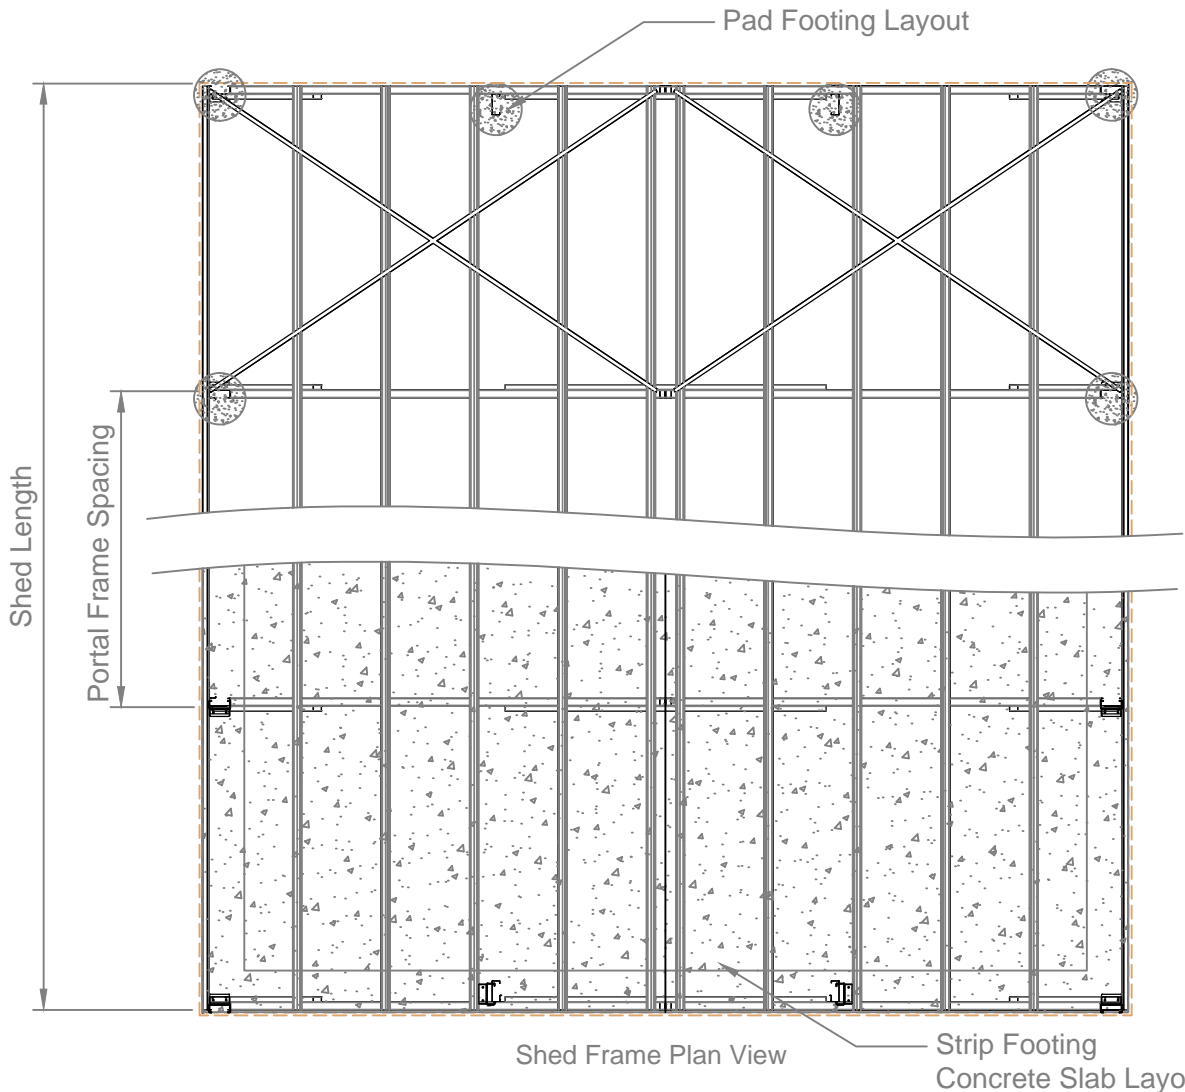 Pad Footing Layout
Shed Length
Portal Frame Spacing
Shed Frame Plan View
Strip Footing
Concrete Slab Layo